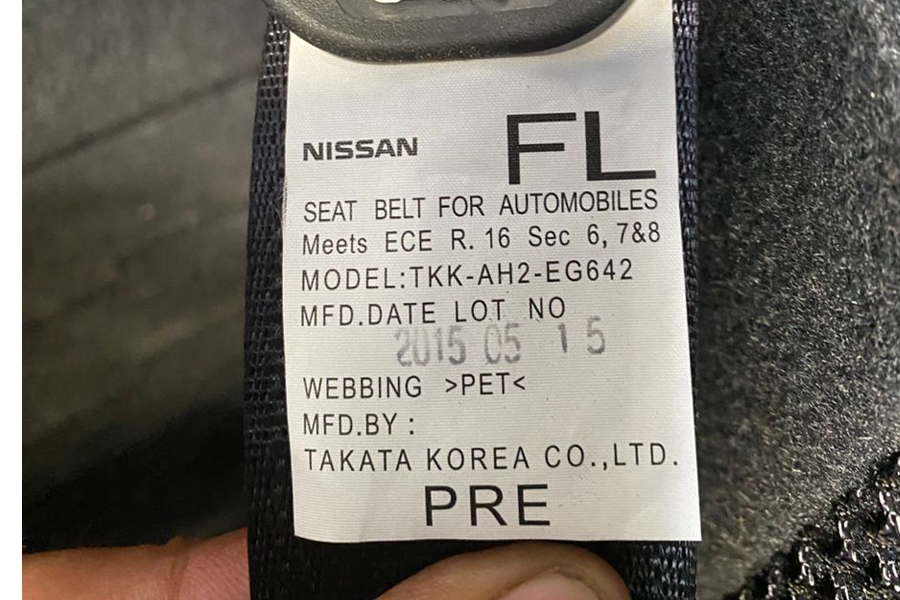 FL
NISSAN
SEAT BELT FOR AUTOMOBILES
Meets ECE R. 16 Sec 6, 7&8
MODEL:TKK-AH2-EG642
MFD.DATE LOT NO
2015 05 15
WEBBING >PET<
MFD.BY :
TAKATA KOREA CO.,LTD.
PRE